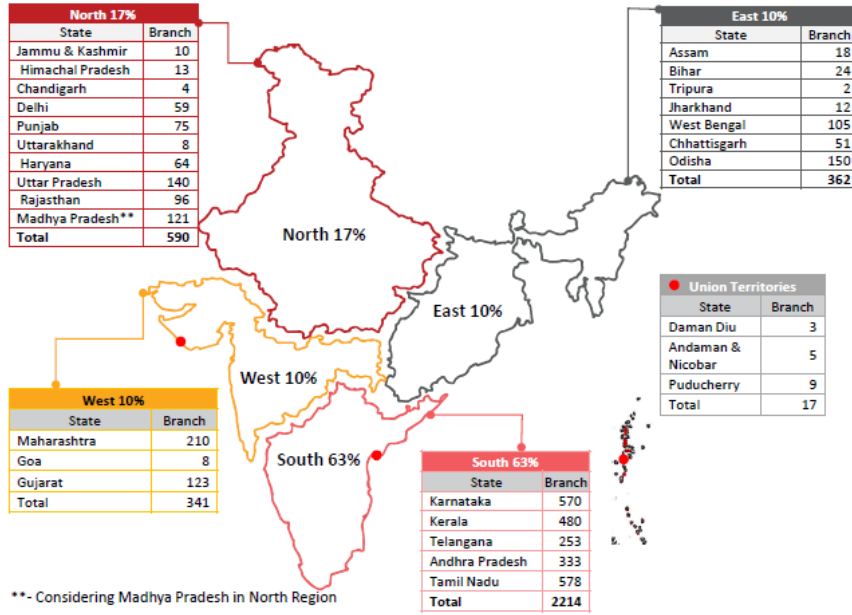 North 17%
State Branch
Jammu & Kashmir 10
Himachal Pradesh 13
Chandigarh 4
Delhi 59
Punjab 75
Uttarakhand 8
Haryana 64
Uttar Pradesh 140
Rajasthan 96
Madhya Pradesh** 121
Total 590
East 10%
State Branch
Assam 18
Bihar 24
Tripura 2
Jharkhand 12
West Bengal 105
Chhattisgarh 51
Odisha 150
Total 362
North 17%
East 10%
West 10%
South 63%
Union Territories
State Branch
Daman Diu 3
Andaman &
Nicobar 5
Puducherry 9
Total 17
West 10%
State Branch
Maharashtra 210
Goa 8
Gujarat 123
Total 341
South 63%
State Branch
Karnataka 570
Kerala 480
Telangana 253
Andhra Pradesh 333
Tamil Nadu 578
Total 2214
**- Considering Madhya Pradesh in North Region